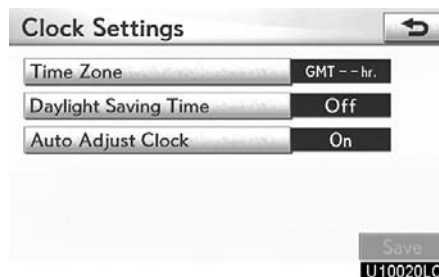 Clock Settings
Time Zone GMT -- hr.
Daylight Saving Time Off
Auto Adjust Clock On
Save
U10020LC